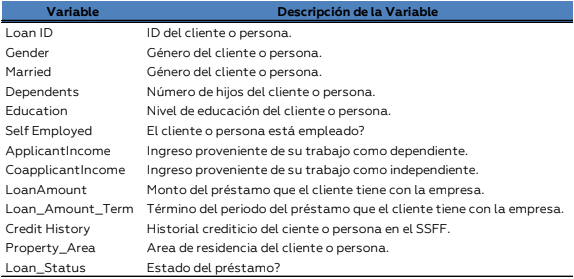 Variable Descripción de la Variable
Loan ID ID del cliente o persona.
Gender Género del cliente o persona.
Married Género del cliente o persona.
Dependents Número de hijos del cliente o persona.
Education Nivel de educación del cliente o persona.
Self Employed El cliente o persona está empleado?
ApplicantIncome Ingreso proveniente de su trabajo como dependiente.
CoapplicantIncome Ingreso proveniente de su trabajo como independiente.
LoanAmount Monto del préstamo que el cliente tiene con la empresa.
Loan_Amount_Term Término del periodo del préstamo que el cliente tiene con la empresa.
Credit History Historial crediticio del ciente o persona en el SSFF.
Property_Area Area de residencia del cliente o persona.
Loan_Status Estado del préstamo?